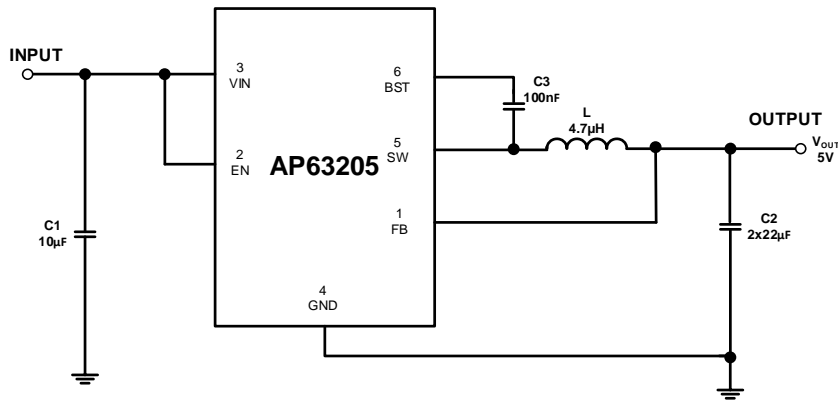 INPUT
3
VIN
2
EN
AP63205
6
BST
5
SW
1
FB
4
GND
C1
10µF
C3
100nF
L
4.7µH
OUTPUT
VOUT
5V
C2
2x22µF